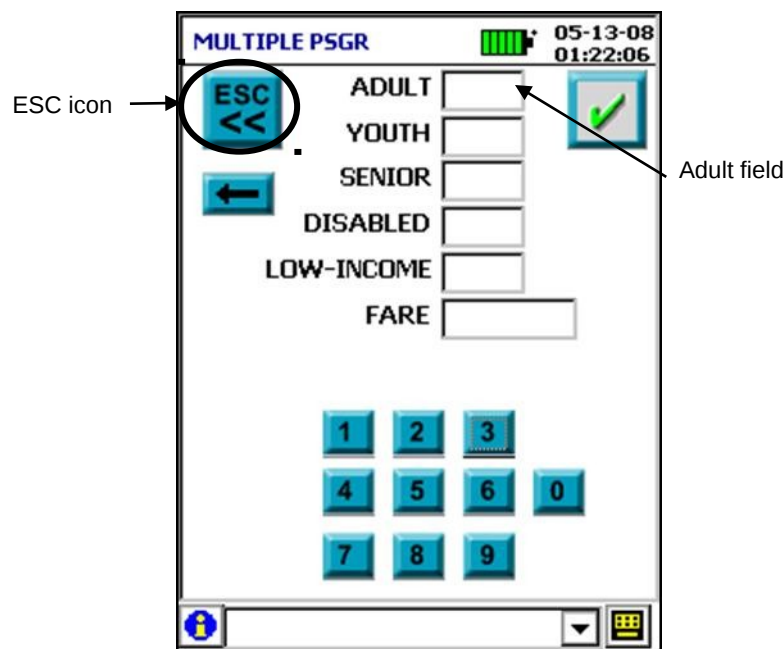 MULTIPLE PSGR
05-13-08
01:22:06
ESC icon
ESC
<<
ADULT
YOUTH
Adult field
SENIOR
DISABLED
LOW-INCOME
FARE
1 2 3
4 5 6 0
7 8 9